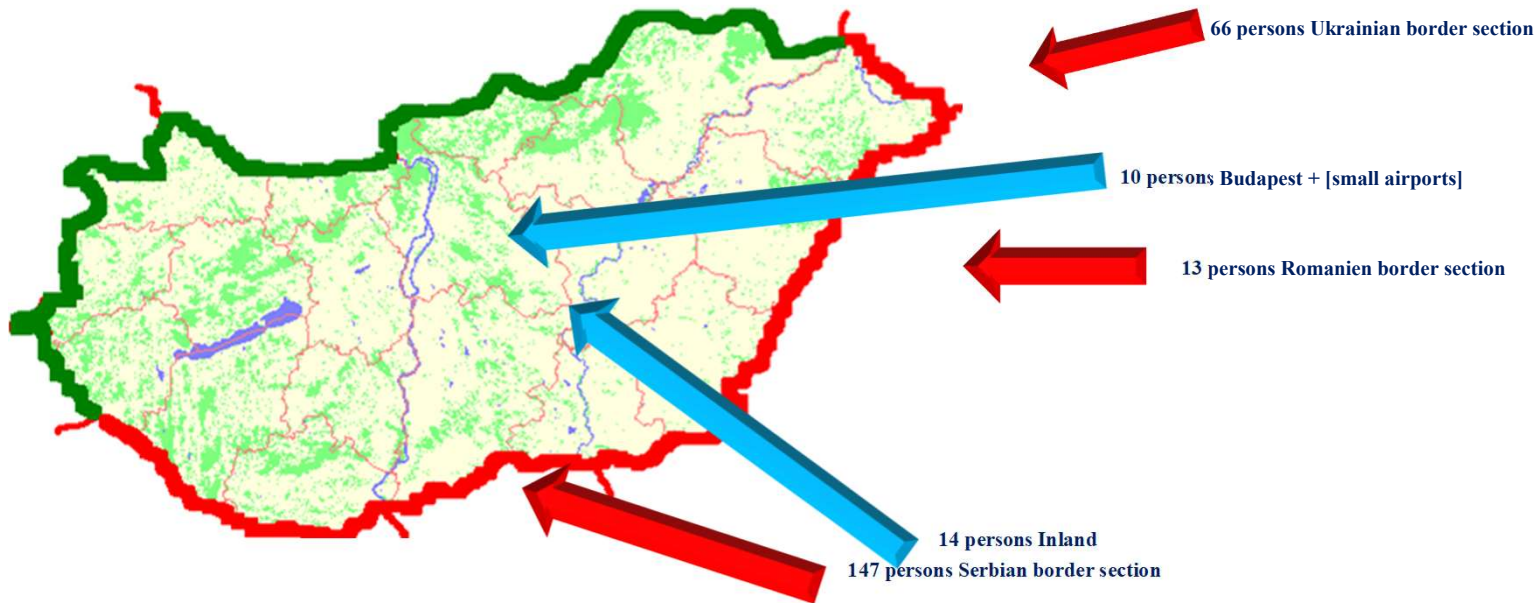 66 persons Ukrainian border section
10 persons Budapest + [small airports]
13 persons Romanien border section
14 persons Inland
147 persons Serbian border section